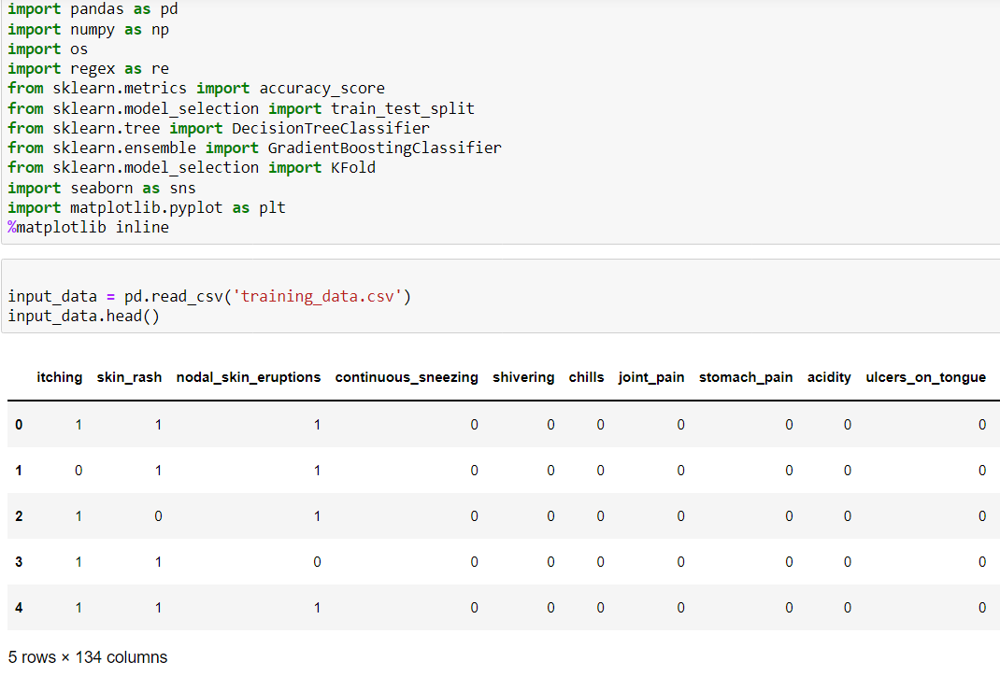 import pandas as pd
import numpy as np
import os
import regex as re
from sklearn.metrics import accuracy_score
from sklearn.model_selection import train_test_split
from sklearn.tree import DecisionTreeClassifier
from sklearn.ensemble import GradientBoostingClassifier
from sklearn.model_selection import KFold
import seaborn as sns
import matplotlib.pyplot as plt
%matplotlib inline
input_data = pd.read_csv('training_data.csv')
input_data.head()
itching skin_rash nodal_skin_eruptions continuous_sneezing shivering chills joint_pain stomach_pain acidity ulcers_on_tongue
0 1 1 1 0 0 0 0 0 0 0
1 0 1 1 0 0 0 0 0 0 0
2 1 0 1 0 0 0 0 0 0 0
3 1 1 0 0 0 0 0 0 0 0
4 1 1 1 0 0 0 0 0 0 0
5 rows × 134 columns